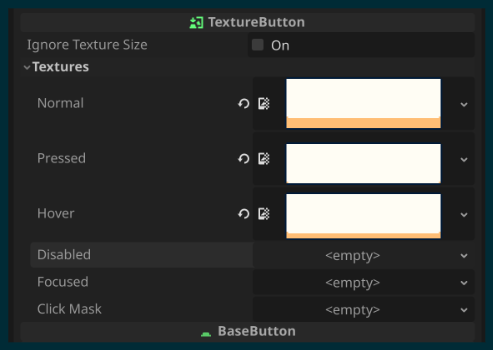 TextureButton
Ignore Texture Size
On
Textures
Normal
Pressed
Hover
Disabled
<empty>
Focused
<empty>
Click Mask
<empty>
BaseButton